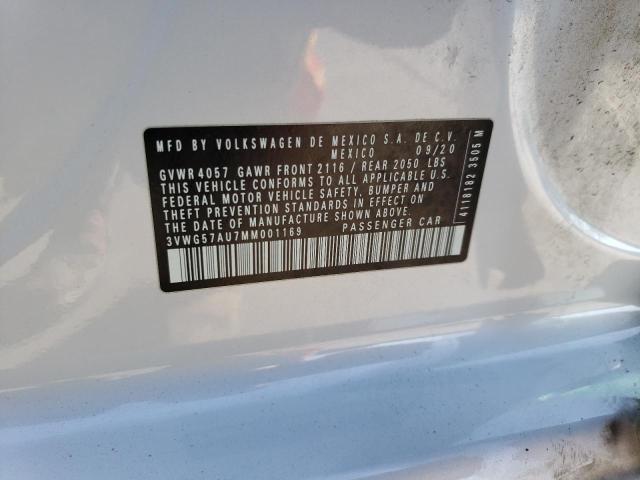 MFD BY VOLKSWAGEN DE MEXICO S.A. DE C.V.
MEXICO 09/20
GVWR 4057 GAWR FRONT 2116 / REAR 2050 LBS
THIS VEHICLE CONFORMS TO ALL APPLICABLE U.S.
FEDERAL MOTOR VEHICLE SAFETY, BUMPER AND
THEFT PREVENTION STANDARDS IN EFFECT ON
THE DATE OF MANUFACTURE SHOWN ABOVE.
3VWG57AU7MM001169 PASSENGER CAR
4118182 3505 M